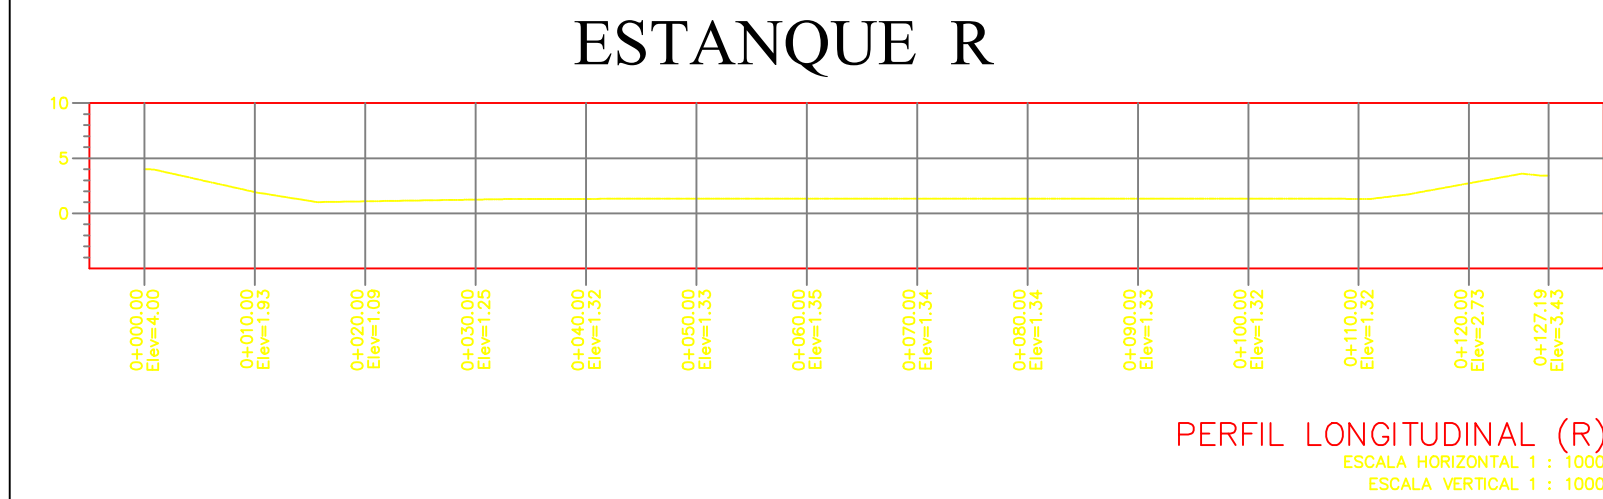 ESTANQUE R
10
5
0
0+000.00
Elev=4.00
0+010.00
Elev=1.93
0+020.00
Elev=1.09
0+030.00
Elev=1.25
0+040.00
Elev=1.32
0+050.00
Elev=1.33
0+060.00
Elev=1.35
0+070.00
Elev=1.34
0+080.00
Elev=1.34
0+090.00
Elev=1.33
0+100.00
Elev=1.32
0+110.00
Elev=1.32
0+120.00
Elev=2.73
0+127.19
Elev=3.43
PERFIL LONGITUDINAL (R)
ESCALA HORIZONTAL 1 : 1000
ESCALA VERTICAL 1 : 1000